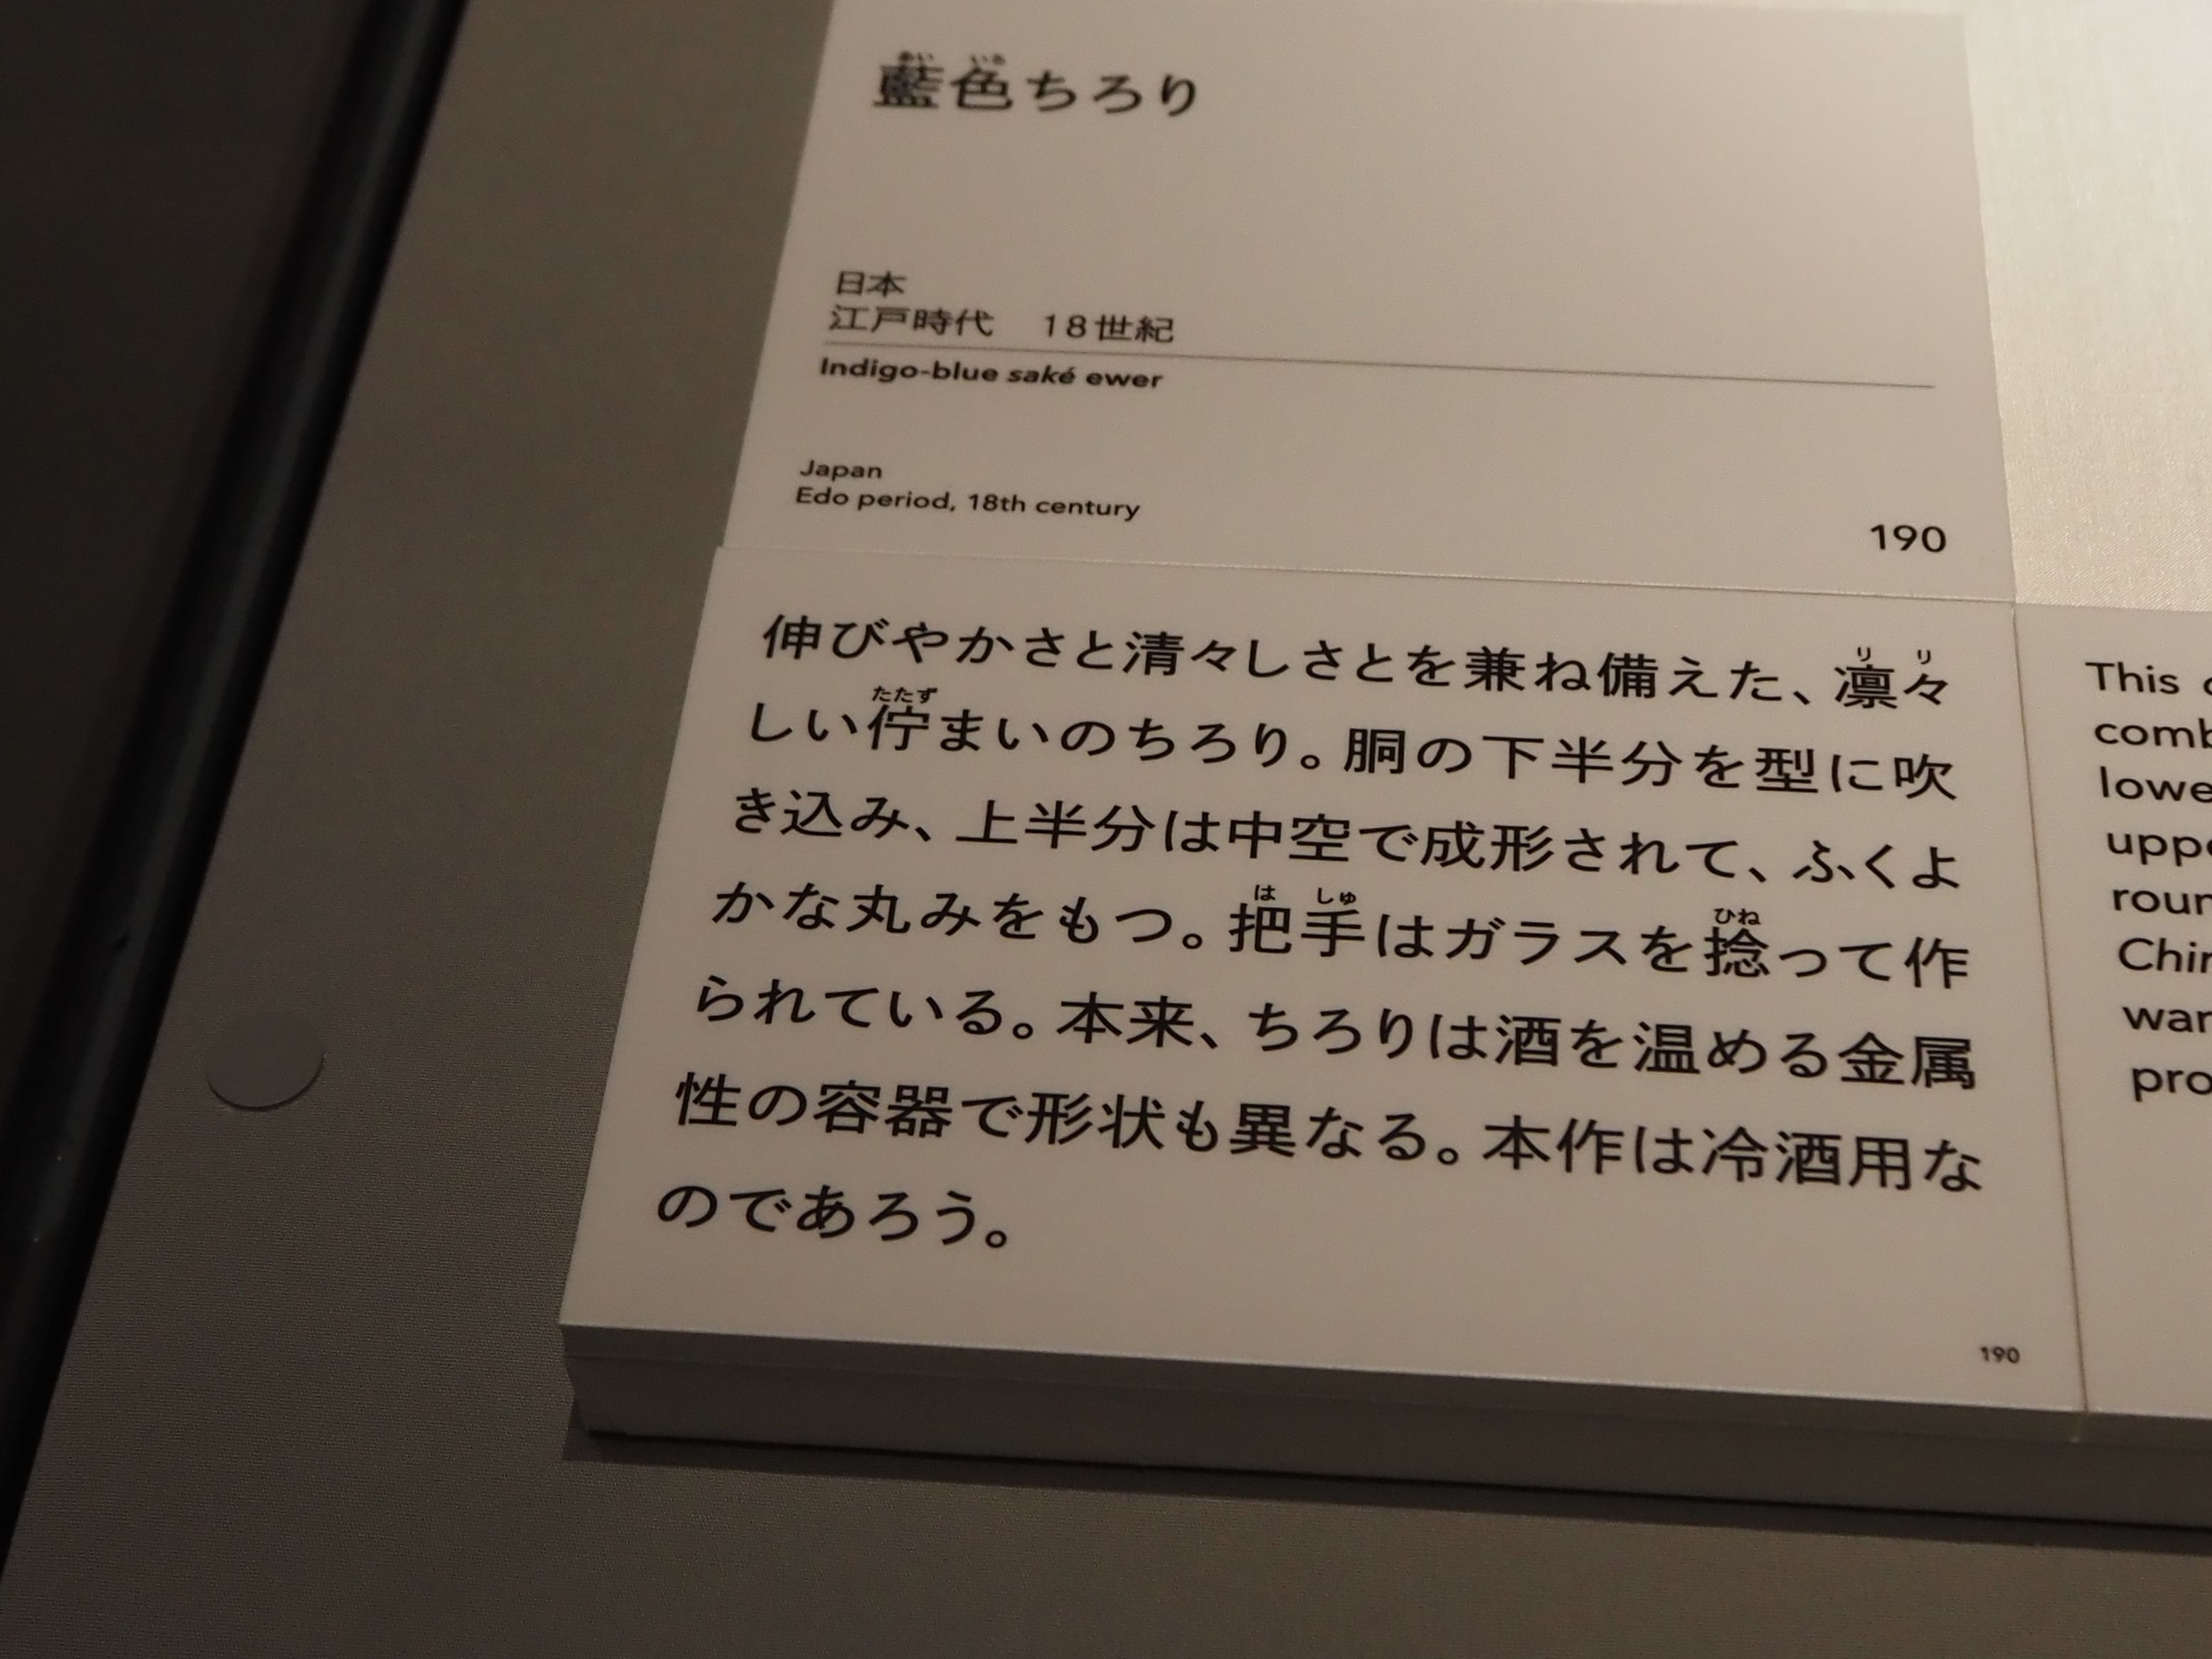 藍色ちろり
日本
江戸時代　18世紀
Indigo-blue saké ewer
Japan
Edo period, 18th century
190
伸びやかさと清々しさとを兼ね備えた、凛々
しい佇まいのちろり。胴の下半分を型に吹
き込み、上半分は中空で成形されて、ふくよ
かな丸みをもつ。把手はガラスを捻って作
られている。本来、ちろりは酒を温める金属
性の容器で形状も異なる。本作は冷酒用な
のであろう。
190
This